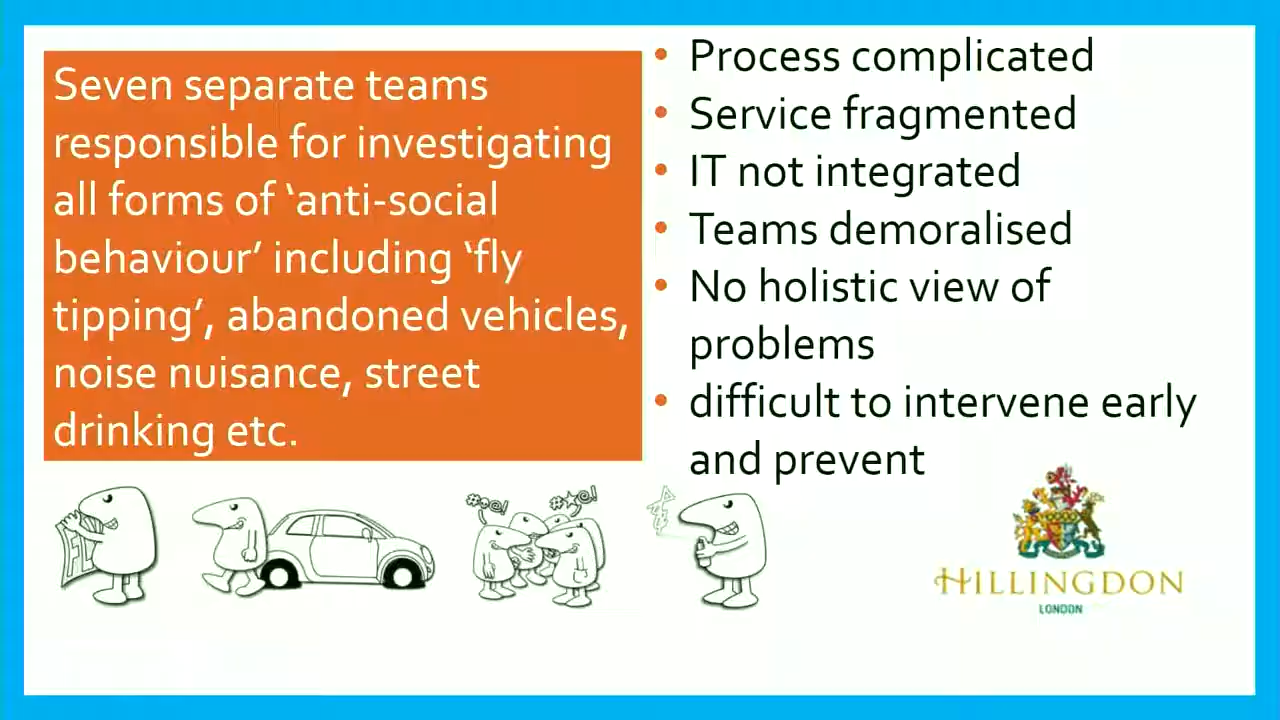 Seven separate teams
responsible for investigating
all forms of ‘anti-social
behaviour’ including ‘fly
tipping’, abandoned vehicles,
noise nuisance, street
drinking etc.
• Process complicated
• Service fragmented
• IT not integrated
• Teams demoralised
• No holistic view of
problems
• difficult to intervene early
and prevent
HILLINGDON
LONDON